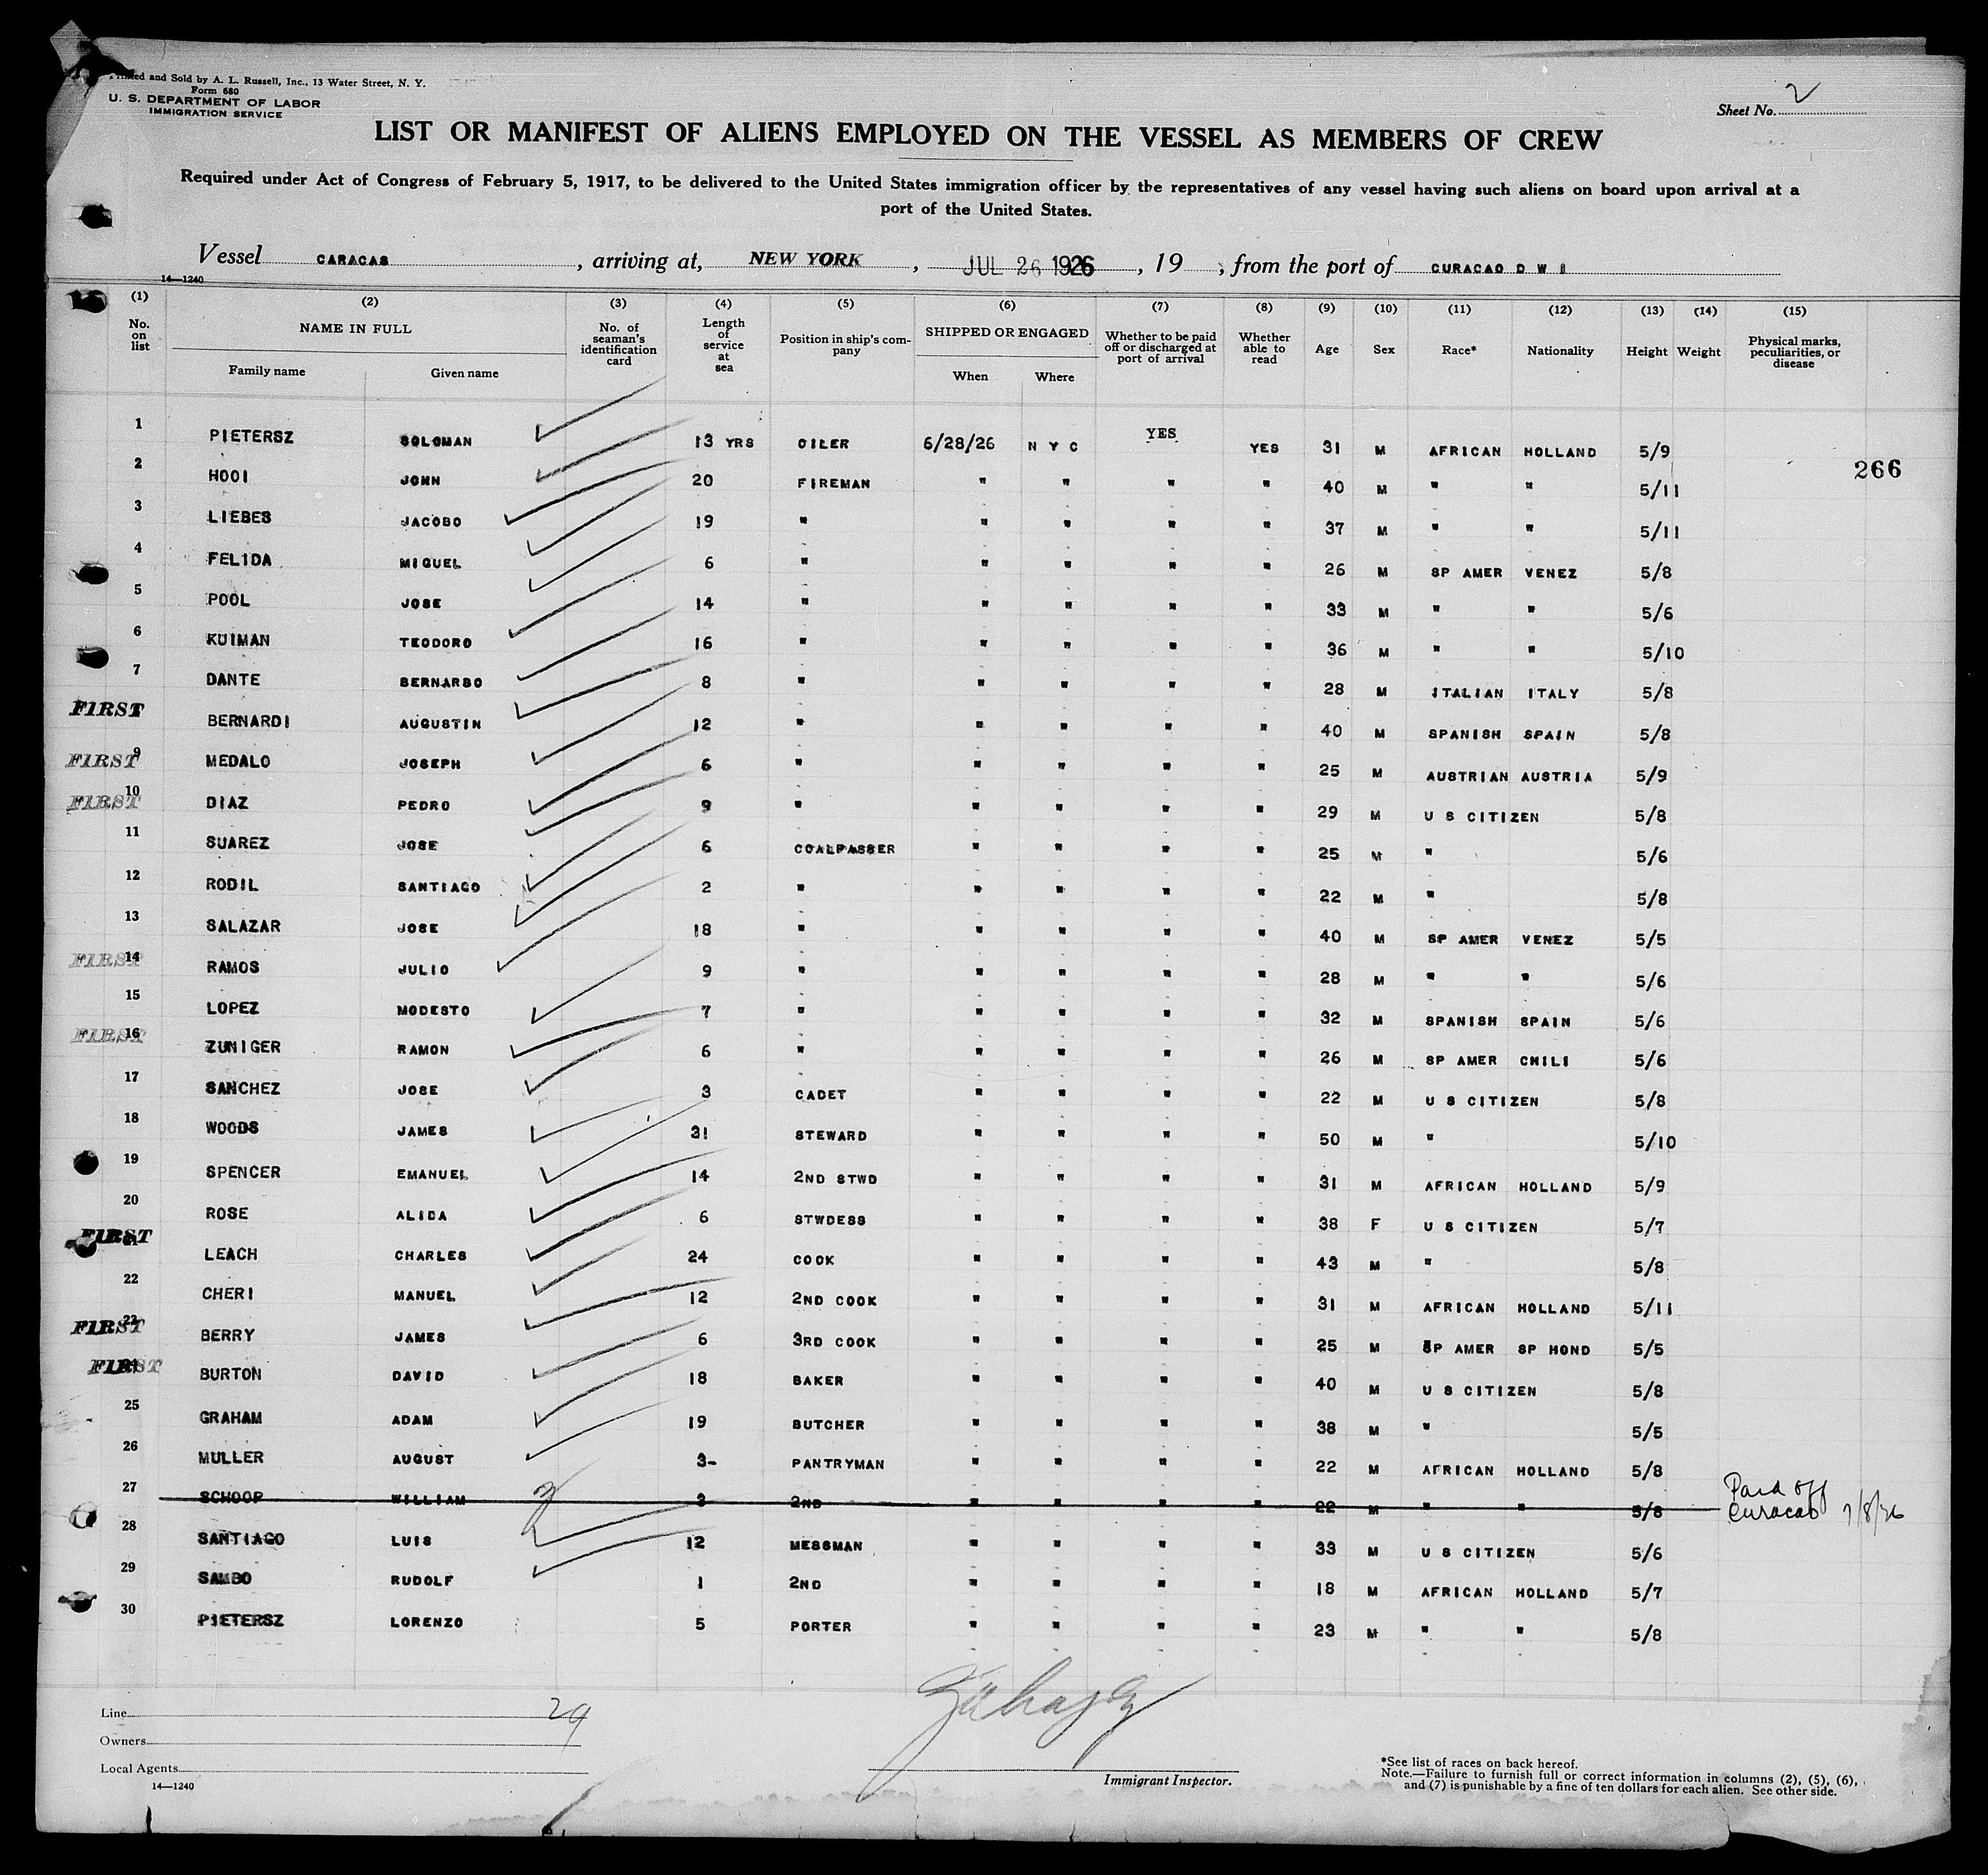 Printed and Sold by A. L. Russell, Inc., 13 Water Street, N. Y.
Form 680
U. S. DEPARTMENT OF LABOR
IMMIGRATION SERVICE
Sheet No. 2
LIST OR MANIFEST OF ALIENS EMPLOYED ON THE VESSEL AS MEMBERS OF CREW
Required under Act of Congress of February 5, 1917, to be delivered to the United States immigration officer by the representatives of any vessel having such aliens on board upon arrival at a
port of the United States.
Vessel CARACAS, arriving at, NEW YORK, JUL 26 1926, 19 , from the port of CURACAO D W I
14—1240
(1) (2) (3) (4) (5) (6) (7) (8) (9) (10) (11) (12) (13) (14) (15)
No. on list NAME IN FULL Family name Given name No. of seaman's identification card Length of service at sea Position in ship's company SHIPPED OR ENGAGED When Where Whether to be paid off or discharged at port of arrival Whether able to read Age Sex Race* Nationality Height Weight Physical marks, peculiarities, or disease
1 PIETERSZ SOLOMAN 13 YRS OILER 6/28/26 N Y C YES YES 31 M AFRICAN HOLLAND 5/9
266
2 HOOI JOHN 20 FIREMAN " " " " 40 M " " 5/11
3 LIEBES JACOBO 19 " " " " " 37 M " " 5/11
4 FELIDA MIGUEL 6 " " " " " 26 M SP AMER VENEZ 5/8
5 POOL JOSE 14 " " " " " 33 M " " 5/6
6 KUIMAN TEODORO 16 " " " " " 36 M " " 5/10
7 DANTE BERNARBO 8 " " " " " 28 M ITALIAN ITALY 5/8
FIRST BERNARDI AUGUSTIN 12 " " " " " 40 M SPANISH SPAIN 5/8
FIRST 9 MEDALO JOSEPH 6 " " " " " 25 M AUSTRIAN AUSTRIA 5/9
FIRST 10 DIAZ PEDRO 9 " " " " " 29 M U S CITIZEN 5/8
11 SUAREZ JOSE 6 COALPASSER " " " " 25 M " 5/6
12 RODIL SANTIAGO 2 " " " " " 22 M " 5/8
13 SALAZAR JOSE 18 " " " " " 40 M SP AMER VENEZ 5/5
FIRST 14 RAMOS JULIO 9 " " " " " 28 M " " 5/6
15 LOPEZ MODESTO 7 " " " " " 32 M SPANISH SPAIN 5/6
FIRST 16 ZUNIGER RAMON 6 " " " " " 26 M SP AMER CHILI 5/6
17 SANCHEZ JOSE 3 CADET " " " " 22 M U S CITIZEN 5/8
18 WOODS JAMES 31 STEWARD " " " " 50 M " 5/10
19 SPENCER EMANUEL 14 2ND STWD " " " " 31 M AFRICAN HOLLAND 5/9
20 ROSE ALIDA 6 STWDESS " " " " 38 F U S CITIZEN 5/7
FIRST LEACH CHARLES 24 COOK " " " " 43 M " 5/8
22 CHERI MANUEL 12 2ND COOK " " " " 31 M AFRICAN HOLLAND 5/11
FIRST 23 BERRY JAMES 6 3RD COOK " " " " 25 M SP AMER SP HOND 5/5
FIRST 24 BURTON DAVID 18 BAKER " " " " 40 M U S CITIZEN 5/8
25 GRAHAM ADAM 19 BUTCHER " " " " 38 M " 5/5
26 MULLER AUGUST 3- PANTRYMAN " " " " 22 M AFRICAN HOLLAND 5/8
27 SCHOOP WILLIAM 3 2ND " " " " 22 M " " 5/8 Paid off Curacao 7/8/26
28 SANTIAGO LUIS 12 MESSMAN " " " " 33 M U S CITIZEN 5/6
29 SAMBO RUDOLF 1 2ND " " " " 18 M AFRICAN HOLLAND 5/7
30 PIETERSZ LORENZO 5 PORTER " " " " 23 M " " 5/8
Line 29
Owners
Local Agents
14—1240
Immigrant Inspector.
*See list of races on back hereof.
Note.—Failure to furnish full or correct information in columns (2), (5), (6),
and (7) is punishable by a fine of ten dollars for each alien. See other side.